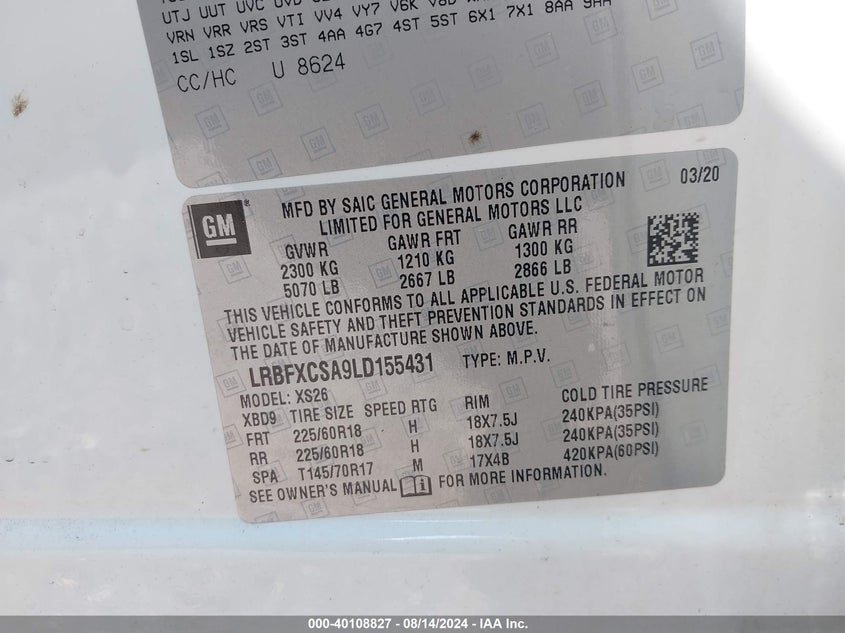 UTJ UUT UVC UVD
VRN VRR VRS VTI VV4 VY7 V6K V8D
1SL 1SZ 2ST 3ST 4AA 4G7 4ST 5ST 6X1 7X1 8AA 9AA
CC/HC U 8624
GM
MFD BY SAIC GENERAL MOTORS CORPORATION 03/20
LIMITED FOR GENERAL MOTORS LLC
GVWR GAWR FRT GAWR RR
2300 KG 1210 KG 1300 KG
5070 LB 2667 LB 2866 LB
THIS VEHICLE CONFORMS TO ALL APPLICABLE U.S. FEDERAL MOTOR
VEHICLE SAFETY AND THEFT PREVENTION STANDARDS IN EFFECT ON
THE DATE OF MANUFACTURE SHOWN ABOVE.
LRBFXCSA9LD155431 TYPE: M.P.V.
MODEL: XS26
XBD9 TIRE SIZE SPEED RTG RIM COLD TIRE PRESSURE
FRT 225/60R18 H 18X7.5J 240KPA(35PSI)
RR 225/60R18 H 18X7.5J 240KPA(35PSI)
SPA T145/70R17 M 17X4B 420KPA(60PSI)
SEE OWNER'S MANUAL FOR MORE INFORMATION.
000-40108827 - 08/14/2024 - IAA Inc.